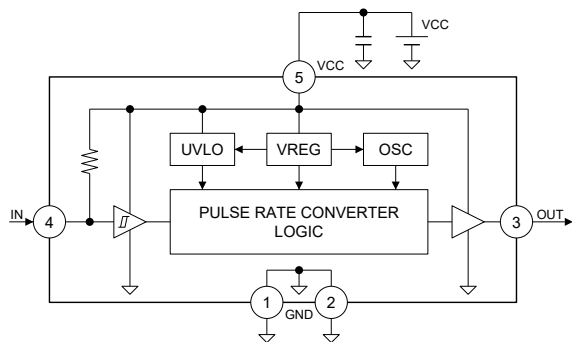 VCC
5
VCC
UVLO
VREG
OSC
IN
4
PULSE RATE CONVERTER
LOGIC
3
OUT
1
GND
2